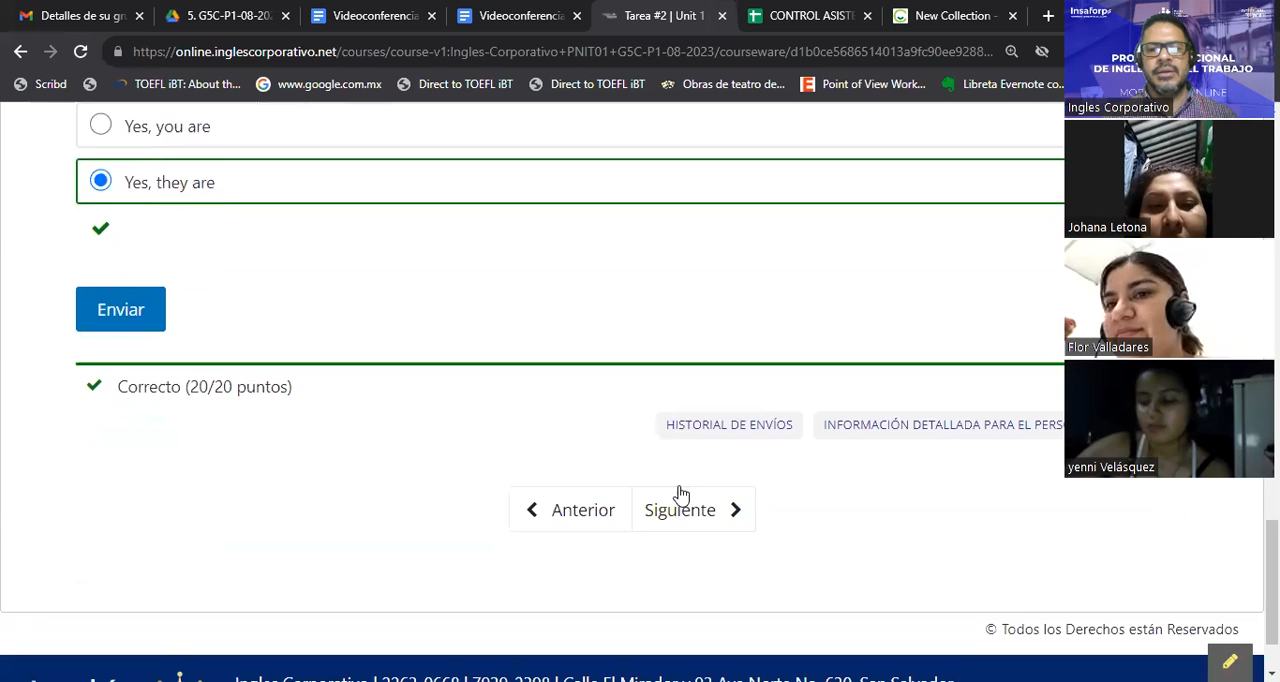 Detalles de su gr
5. G5C-P1-08-202
Videoconferencia
Videoconferencia
Tarea #2 | Unit 1
CONTROL ASISTE
New Collection -
https://online.inglescorporativo.net/courses/course-v1:Ingles-Corporativo+PNIT01+G5C-P1-08-2023/courseware/d1b0ce5686514013a9fc90ee9288...
Scribd
TOEFL iBT: About th...
www.google.com.mx
Direct to TOEFL iBT
Direct to TOEFL iBT
Obras de teatro de...
Point of View Work...
Libreta Evernote co...
Insaforp
Ingles Corporativo
Johana Letona
Flor Valladares
yenni Velásquez
Yes, you are
Yes, they are
Enviar
Correcto (20/20 puntos)
HISTORIAL DE ENVÍOS
INFORMACIÓN DETALLADA PARA EL PERSO
Anterior
Siguiente
© Todos los Derechos están Reservados